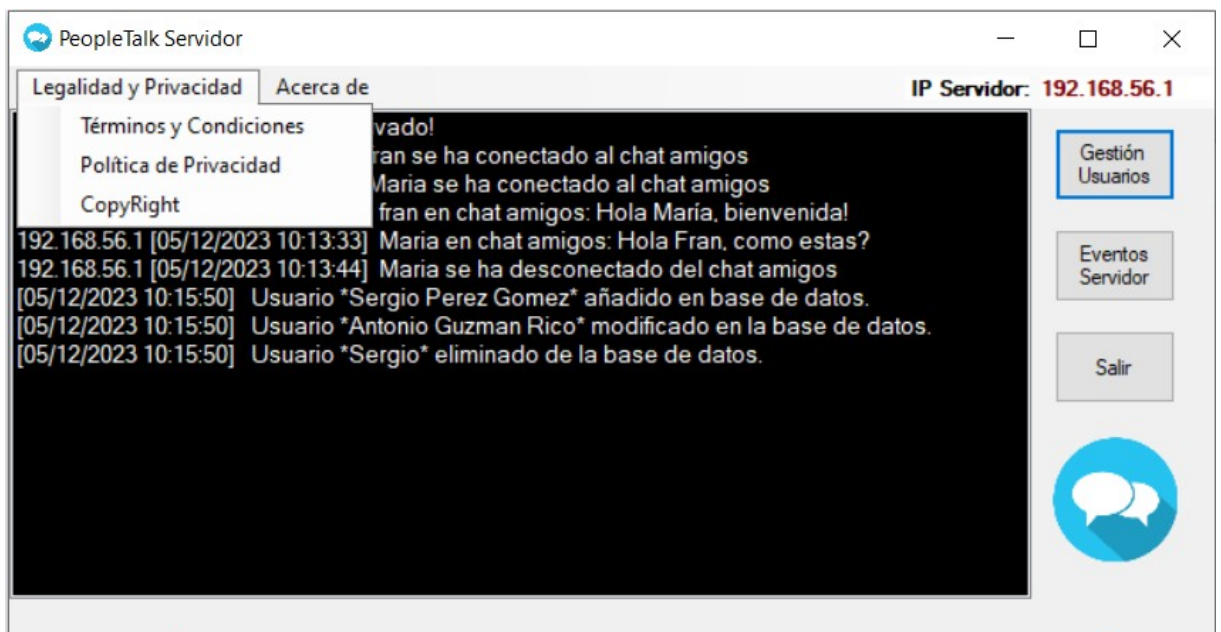 PeopleTalk Servidor
Legalidad y Privacidad Acerca de
IP Servidor: 192.168.56.1
Términos y Condiciones
Política de Privacidad
CopyRight
vado!
ran se ha conectado al chat amigos
Maria se ha conectado al chat amigos
fran en chat amigos: Hola María, bienvenida!
192.168.56.1 [05/12/2023 10:13:33] Maria en chat amigos: Hola Fran, como estas?
192.168.56.1 [05/12/2023 10:13:44] Maria se ha desconectado del chat amigos
[05/12/2023 10:15:50] Usuario *Sergio Perez Gomez* añadido en base de datos.
[05/12/2023 10:15:50] Usuario *Antonio Guzman Rico* modificado en la base de datos.
[05/12/2023 10:15:50] Usuario *Sergio* eliminado de la base de datos.
Gestión
Usuarios
Eventos
Servidor
Salir